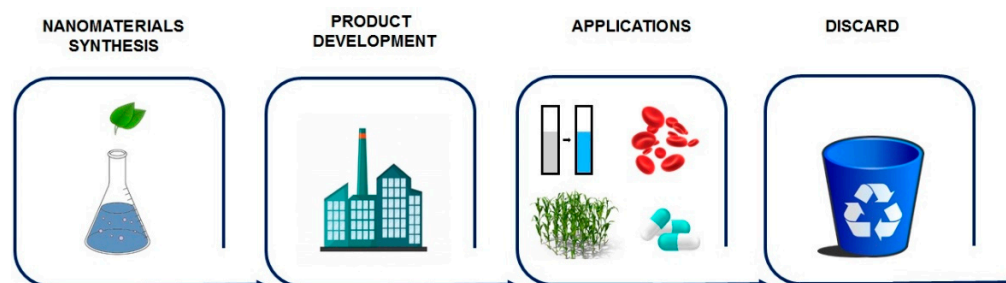 NANOMATERIALS
SYNTHESIS
PRODUCT
DEVELOPMENT
APPLICATIONS
DISCARD